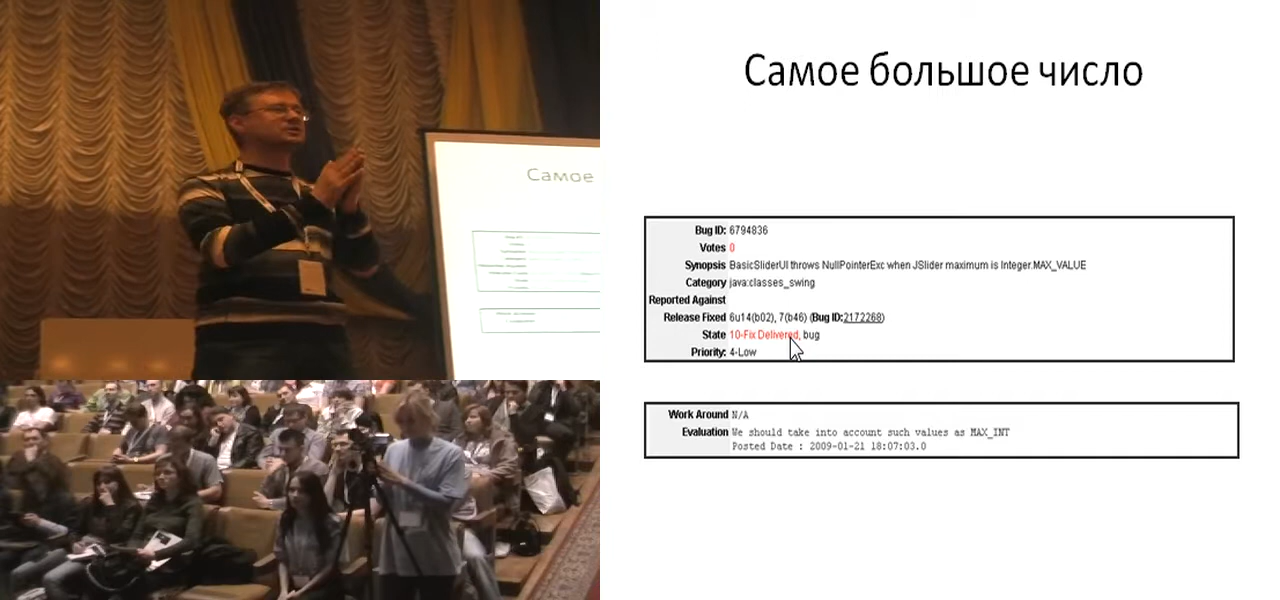 Самое большое число
Самое
Bug ID: 6794836
Votes 0
Synopsis BasicSliderUI throws NullPointerExc when JSlider maximum is Integer.MAX_VALUE
Category java:classes_swing
Reported Against
Release Fixed 6u14(b02), 7(b46) (Bug ID:2172268)
State 10-Fix Delivered, bug
Priority: 4-Low
Work Around N/A
Evaluation We should take into account such values as MAX_INT
Posted Date : 2009-01-21 18:07:03.0